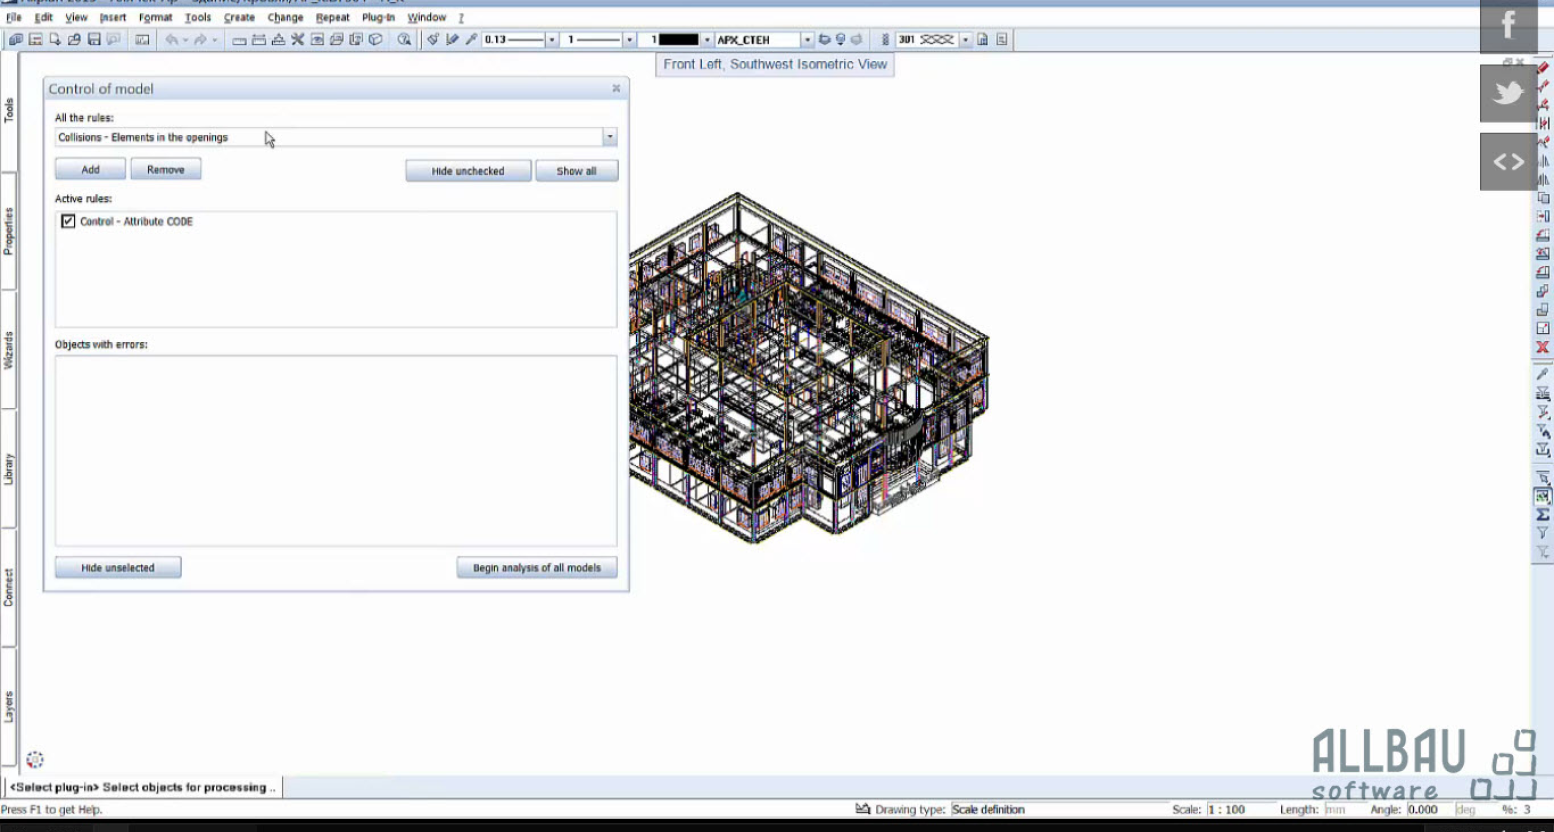 File Edit View Insert Format Tools Create Change Repeat Plug-In Window ?
0.13 1 1 АРХ_СТЕН 301
Front Left, Southwest Isometric View
Control of model
All the rules:
Collisions - Elements in the openings
Add Remove Hide unchecked Show all
Active rules:
Control - Attribute CODE
Objects with errors:
Hide unselected Begin analysis of all models
Tools
Properties
Wizards
Library
Connect
Layers
ALLBAU
software
<Select plug-in> Select objects for processing ..
Press F1 to get Help. Drawing type: Scale definition Scale: 1 : 100 Length: mm Angle: 0.000 deg %: 3